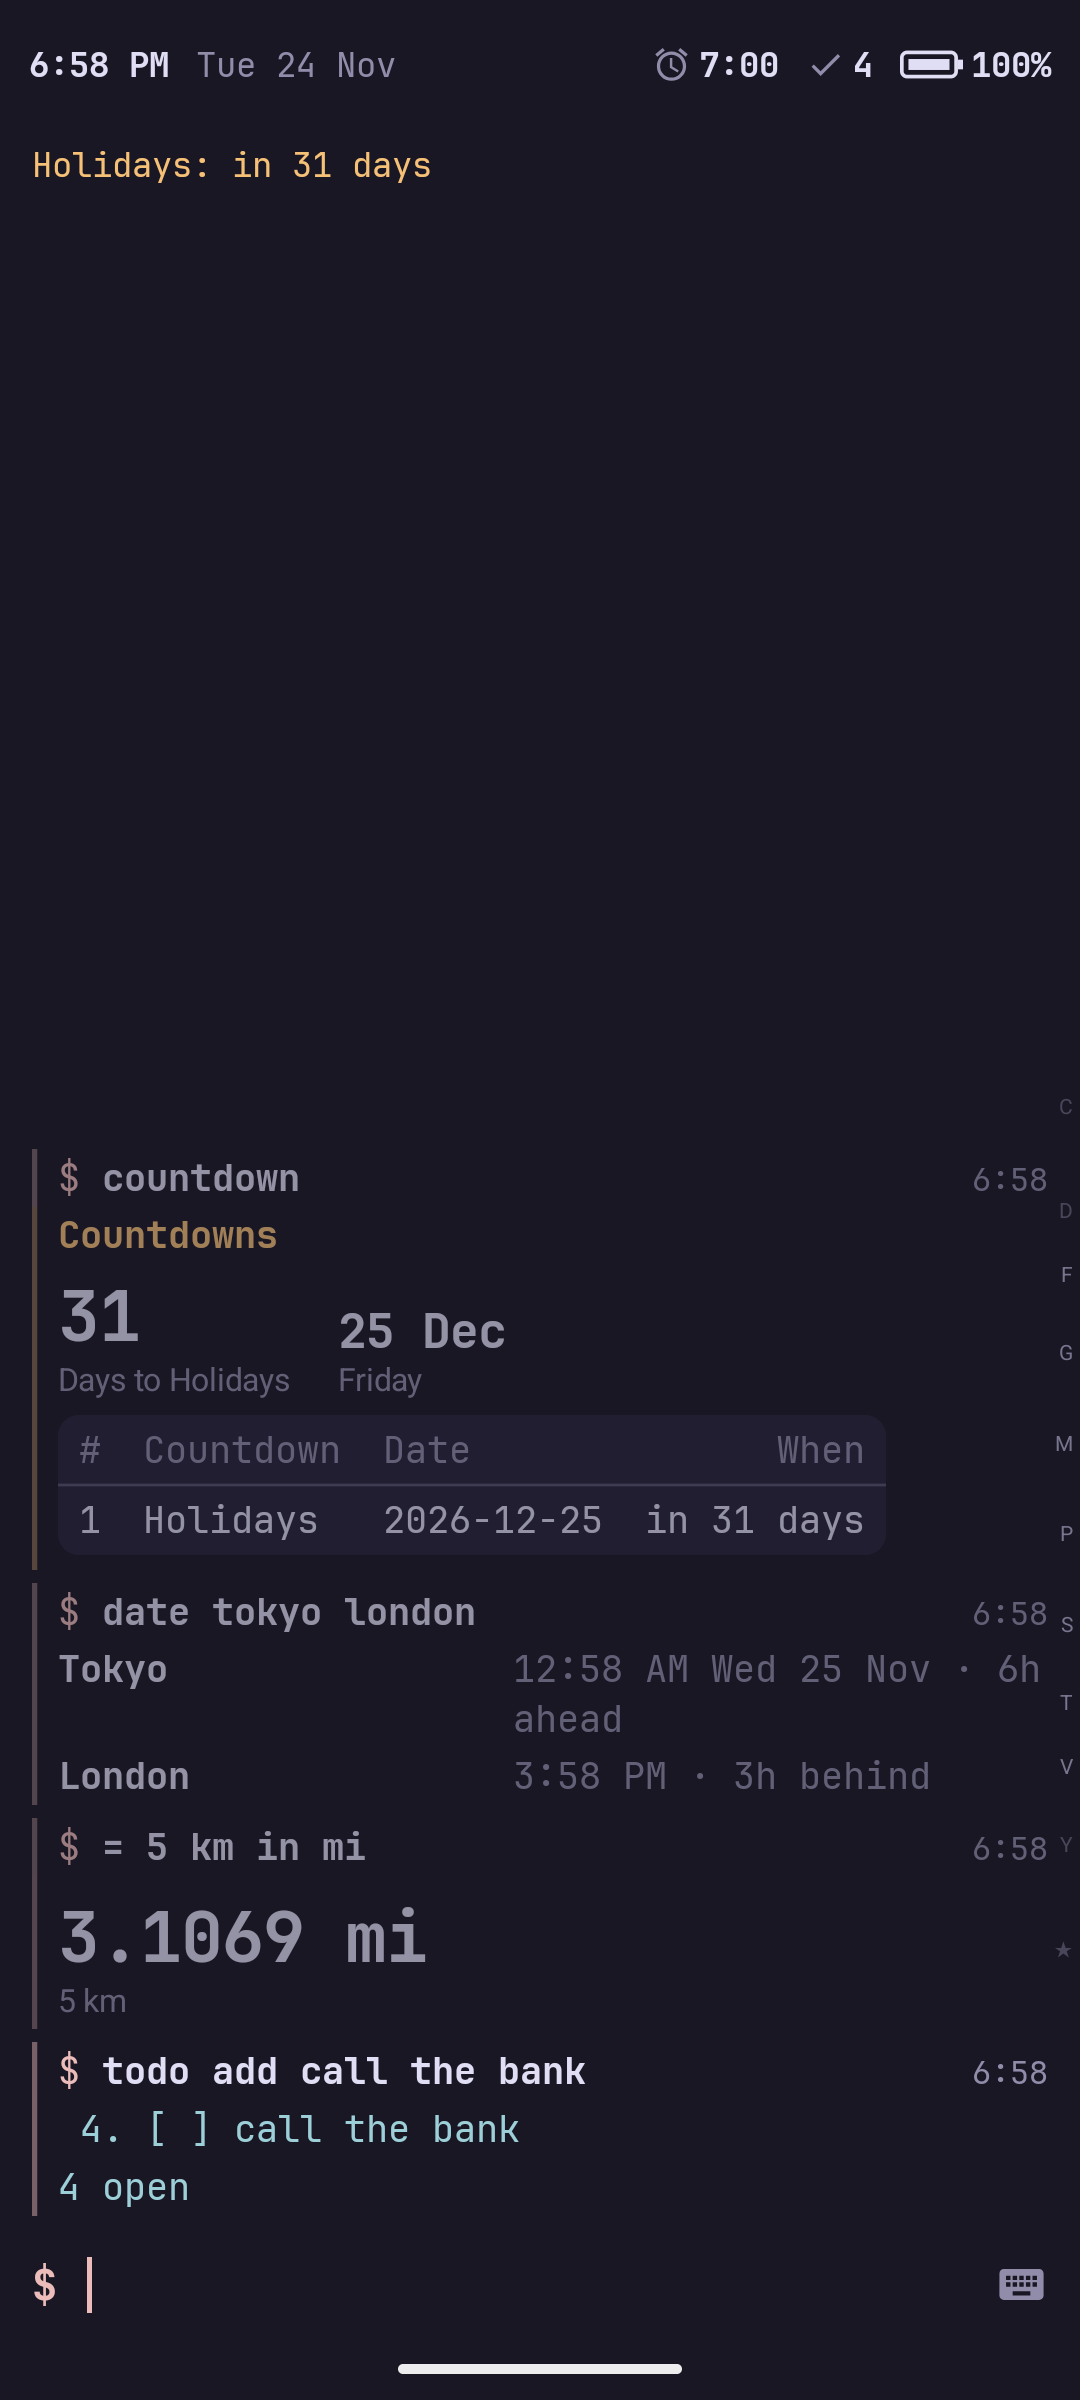 6:58 PM Tue 24 Nov 7:00 4 100%
Holidays: in 31 days
C
$ countdown 6:58
D
Countdowns
F
31 25 Dec
G
Days to Holidays Friday
# Countdown Date When
M
1 Holidays 2026-12-25 in 31 days
P
$ date tokyo london 6:58
S
Tokyo 12:58 AM Wed 25 Nov · 6h
ahead
T
London 3:58 PM · 3h behind
V
$ = 5 km in mi 6:58
Y
3.1069 mi
★
5 km
$ todo add call the bank 6:58
4. [ ] call the bank
4 open
$